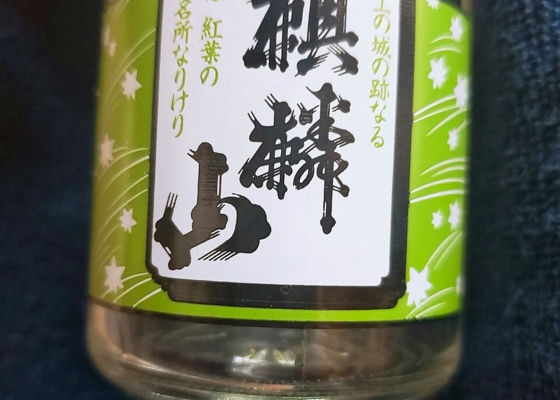 の城の跡なる
麒麟山
紅葉の
名所なりけり